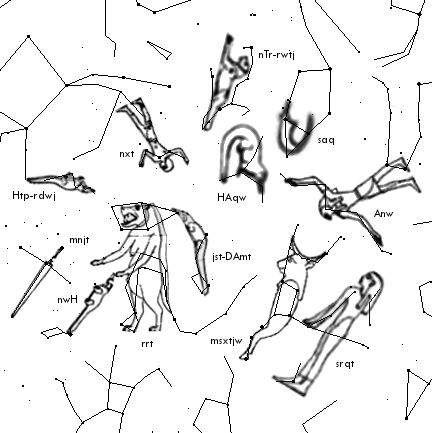 nTr-rwtj
saq
nxt
Htp-rdwj
HAqw
Anw
mnjt
jst-DAmt
nwH
rrt
msxtjw
srqt